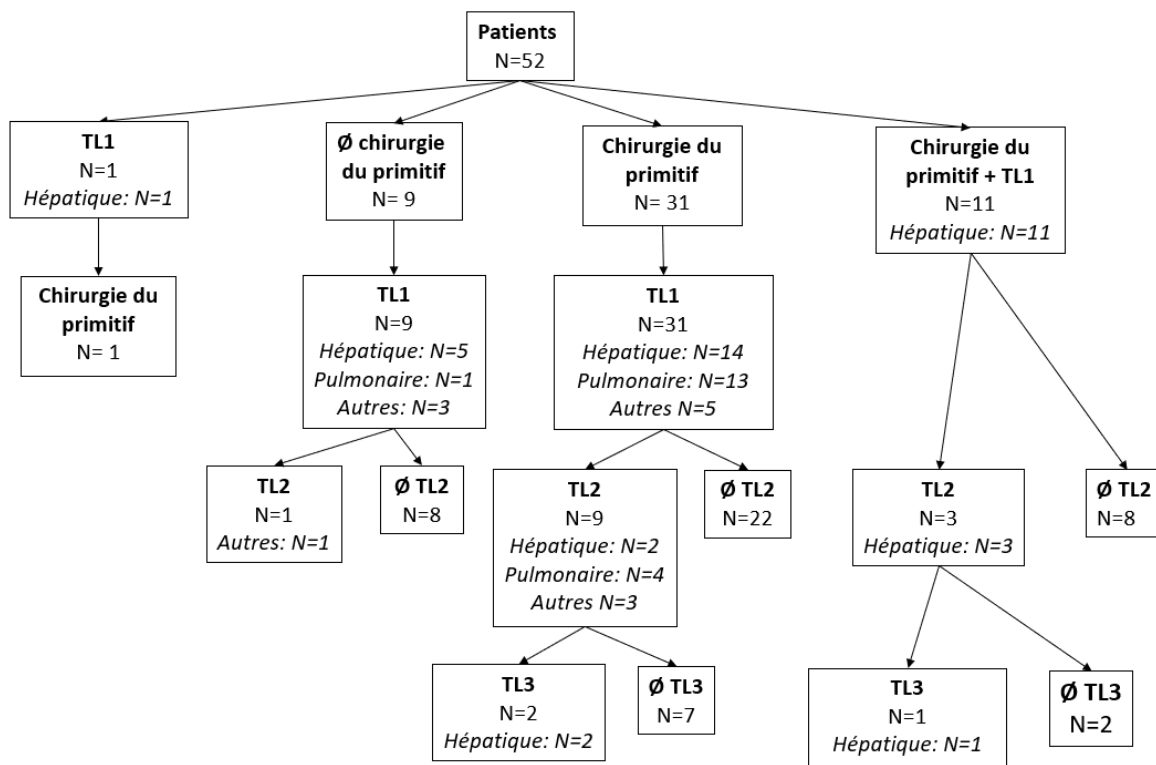 Patients
N=52
TL1
N=1
Hépatique: N=1
Chirurgie du
primitif
N= 1
Ø chirurgie
du primitif
N= 9
TL1
N=9
Hépatique: N=5
Pulmonaire: N=1
Autres: N=3
TL2
N=1
Autres: N=1
Ø TL2
N=8
Chirurgie du
primitif
N= 31
TL1
N=31
Hépatique: N=14
Pulmonaire: N=13
Autres N=5
TL2
N=9
Hépatique: N=2
Pulmonaire: N=4
Autres N=3
Ø TL2
N=22
TL3
N=2
Hépatique: N=2
Ø TL3
N=7
Chirurgie du
primitif + TL1
N=11
Hépatique: N=11
TL2
N=3
Hépatique: N=3
Ø TL2
N=8
TL3
N=1
Hépatique: N=1
Ø TL3
N=2